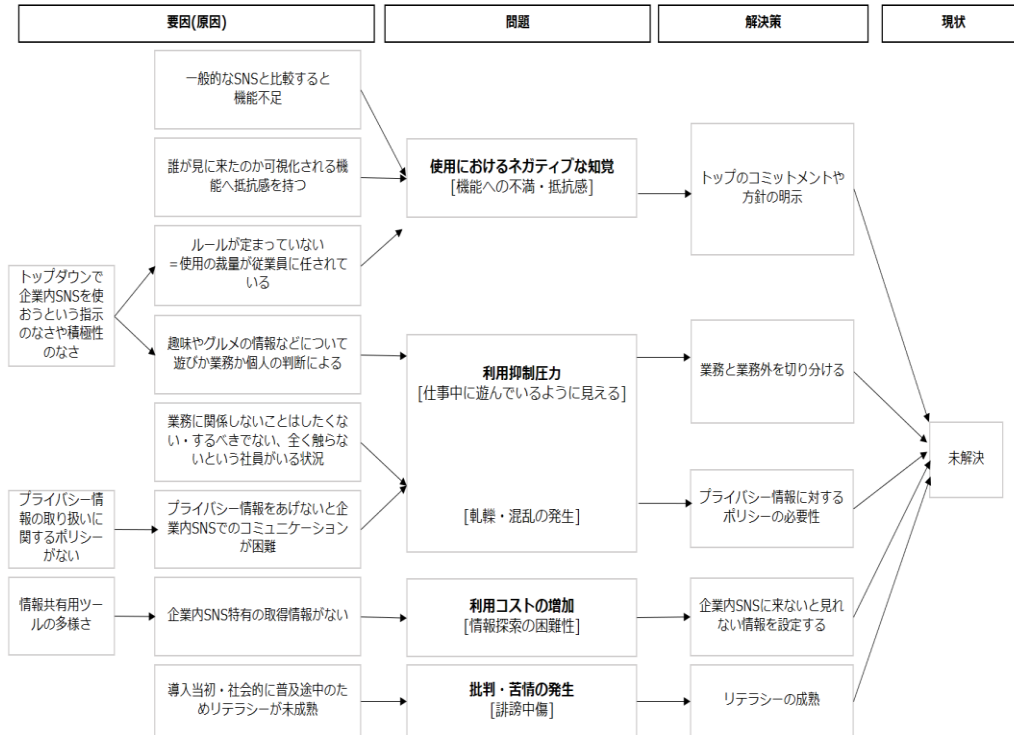 要因(原因)
問題
解決策
現状
一般的なSNSと比較すると
機能不足
誰が見に来たのか可視化される機
能へ抵抗感を持つ
ルールが定まっていない
＝使用の裁量が従業員に任されて
いる
トップダウンで
企業内SNSを使
おうという指示
のなさや積極性
のなさ
趣味やグルメの情報などについて
遊びか業務か個人の判断による
業務に関係しないことはしたくな
い・するべきでない、全く触らな
いという社員がいる状況
プライバシー情
報の取り扱いに
関するポリシー
がない
プライバシー情報をあげないと企
業内SNSでのコミュニケーション
が困難
情報共有用ツー
ルの多様さ
企業内SNS特有の取得情報がない
導入当初・社会的に普及途中のた
めリテラシーが未成熟
使用におけるネガティブな知覚
[機能への不満・抵抗感]
利用抑制圧力
[仕事中に遊んでいるように見える]
[軋轢・混乱の発生]
利用コストの増加
[情報探索の困難性]
批判・苦情の発生
[誹謗中傷]
トップのコミットメントや
方針の明示
業務と業務外を切り分ける
プライバシー情報に対する
ポリシーの必要性
企業内SNSに来ないと見れ
ない情報を設定する
リテラシーの成熟
未解決